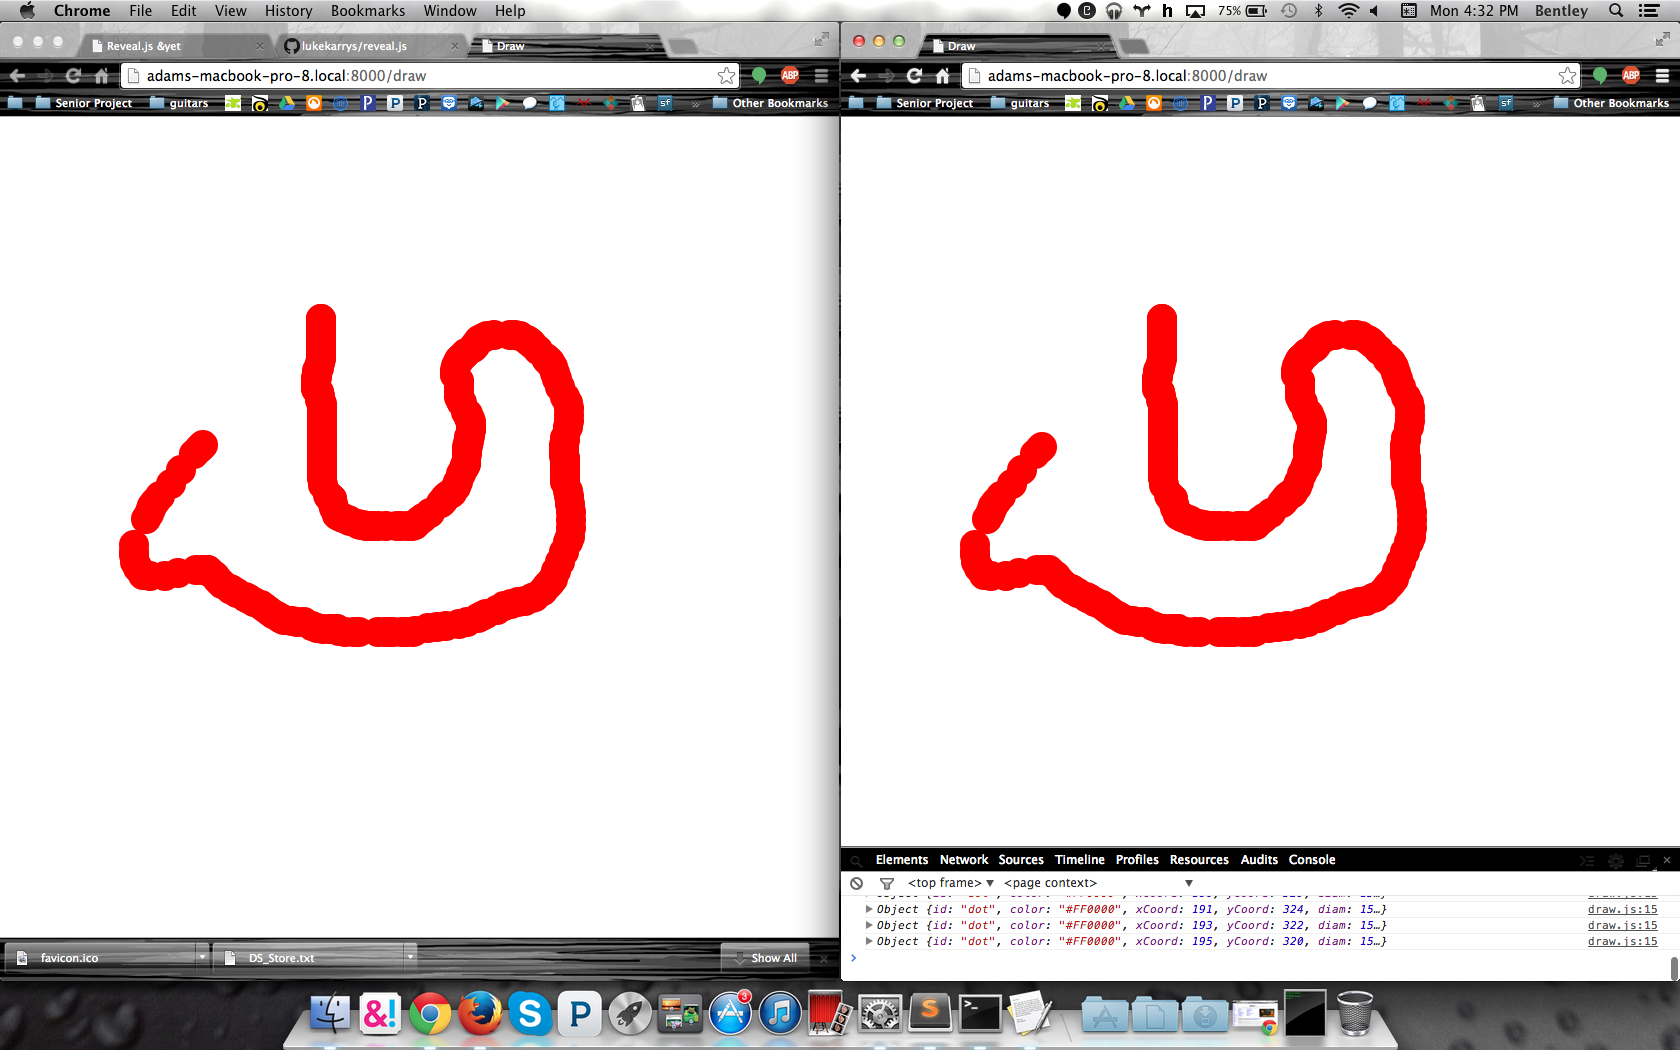 Chrome File Edit View History Bookmarks Window Help 75% Mon 4:32 PM Bentley
Reveal.js &yet lukekarrys/reveal.js Draw
adams-macbook-pro-8.local:8000/draw
Senior Project guitars » Other Bookmarks
Draw
adams-macbook-pro-8.local:8000/draw
Senior Project guitars » Other Bookmarks
Elements Network Sources Timeline Profiles Resources Audits Console
<top frame> <page context>
Object {id: "dot", color: "#FF0000", xCoord: 191, yCoord: 324, diam: 15…} draw.js:15
Object {id: "dot", color: "#FF0000", xCoord: 193, yCoord: 322, diam: 15…} draw.js:15
Object {id: "dot", color: "#FF0000", xCoord: 195, yCoord: 320, diam: 15…} draw.js:15
favicon.ico DS_Store.txt Show All